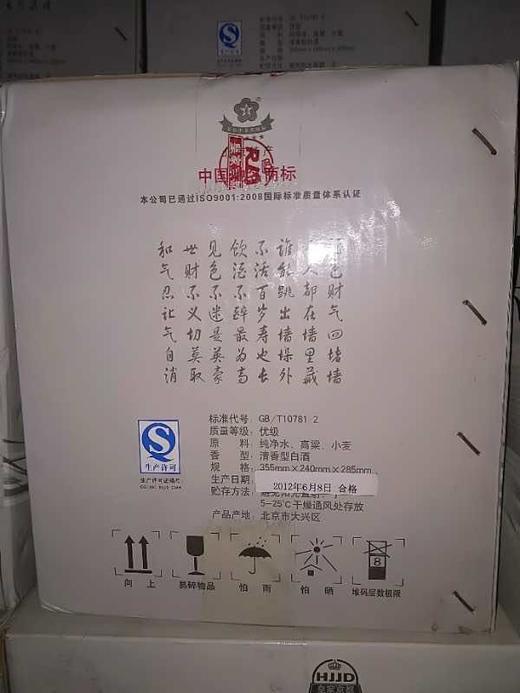 中国驰名商标
本公司已通过ISO9001:2008国际标准质量体系认证
色财气四堵墙
人都在墙里藏
谁能跳出墙垛外
不活百岁寿也长
饮酒不醉最为高
见色不迷是英豪
世财不义切莫取
和气忍让气自消
标准代号: GB/T10781.2
质量等级: 优级
原 料: 纯净水、高粱、小麦
香 型: 清香型白酒
规 格: 355mm×240mm×285mm
生产日期: 2012年6月8日 合格
贮存方法:
5-25℃干燥通风处存放
产品产地: 北京市大兴区
QS
生产许可
向 上
易碎物品
怕 雨
怕 晒
8
堆码层数极限
HJJD